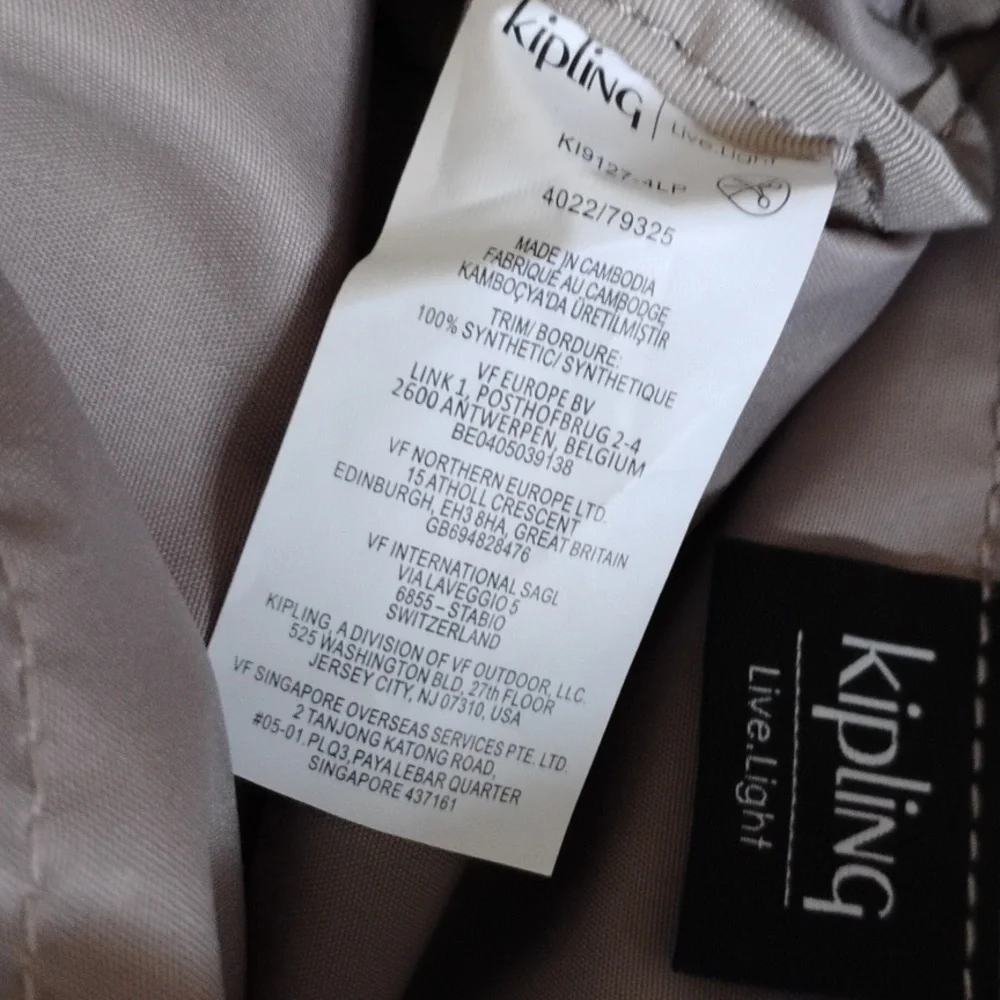 kipling | Live.Light
KI9127-4LP
4022/79325
MADE IN CAMBODIA
FABRIQUÉ AU CAMBODGE
KAMBOÇYA'DA ÜRETİLMİŞTİR
TRIM/ BORDURE:
100% SYNTHETIC/ SYNTHETIQUE
VF EUROPE BV
LINK 1, POSTHOFBRUG 2-4
2600 ANTWERPEN, BELGIUM
BE0405039138
VF NORTHERN EUROPE LTD.
15 ATHOLL CRESCENT
EDINBURGH, EH3 8HA, GREAT BRITAIN
GB694828476
VF INTERNATIONAL SAGL
VIA LAVEGGIO 5
6855 – STABIO
SWITZERLAND
KIPLING, A DIVISION OF VF OUTDOOR, LLC.
525 WASHINGTON BLD, 27th FLOOR
JERSEY CITY, NJ 07310, USA
VF SINGAPORE OVERSEAS SERVICES PTE. LTD.
2 TANJONG KATONG ROAD,
#05-01.PLQ3,PAYA LEBAR QUARTER
SINGAPORE 437161
kipling
Live.Light